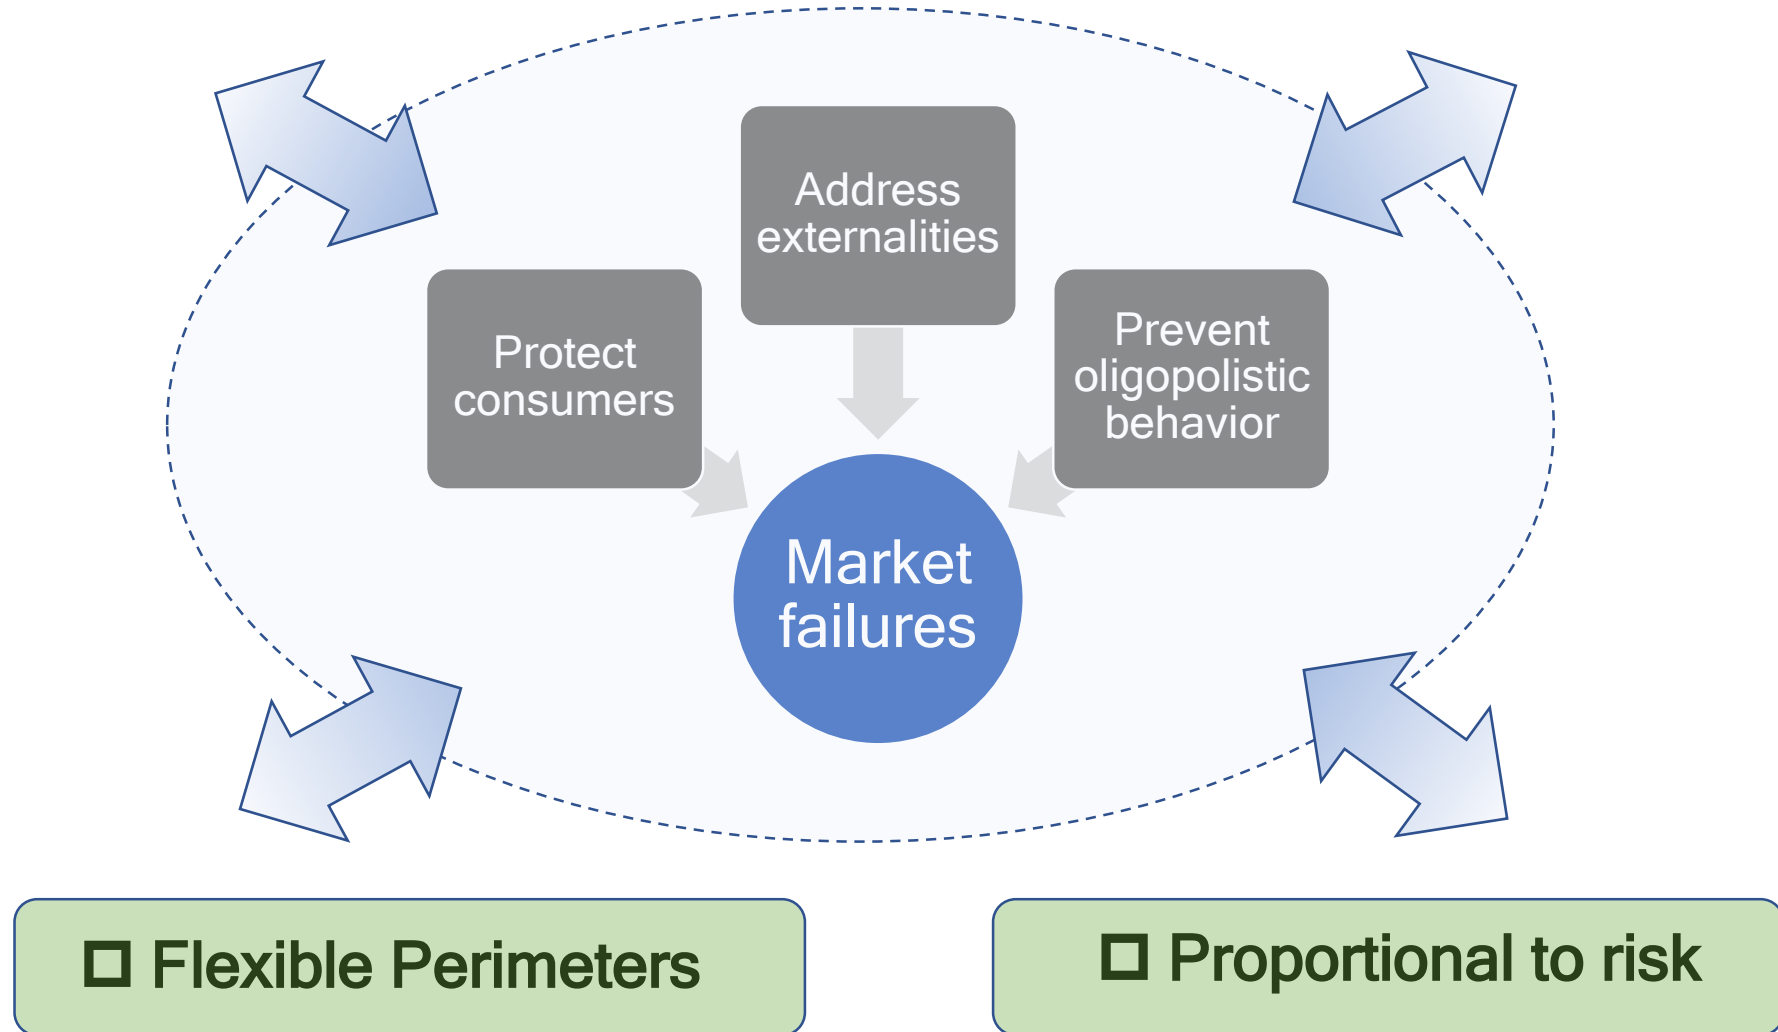 Address
externalities
Protect
consumers
Prevent
oligopolistic
behavior
Market
failures
❑ Flexible Perimeters
❑ Proportional to risk